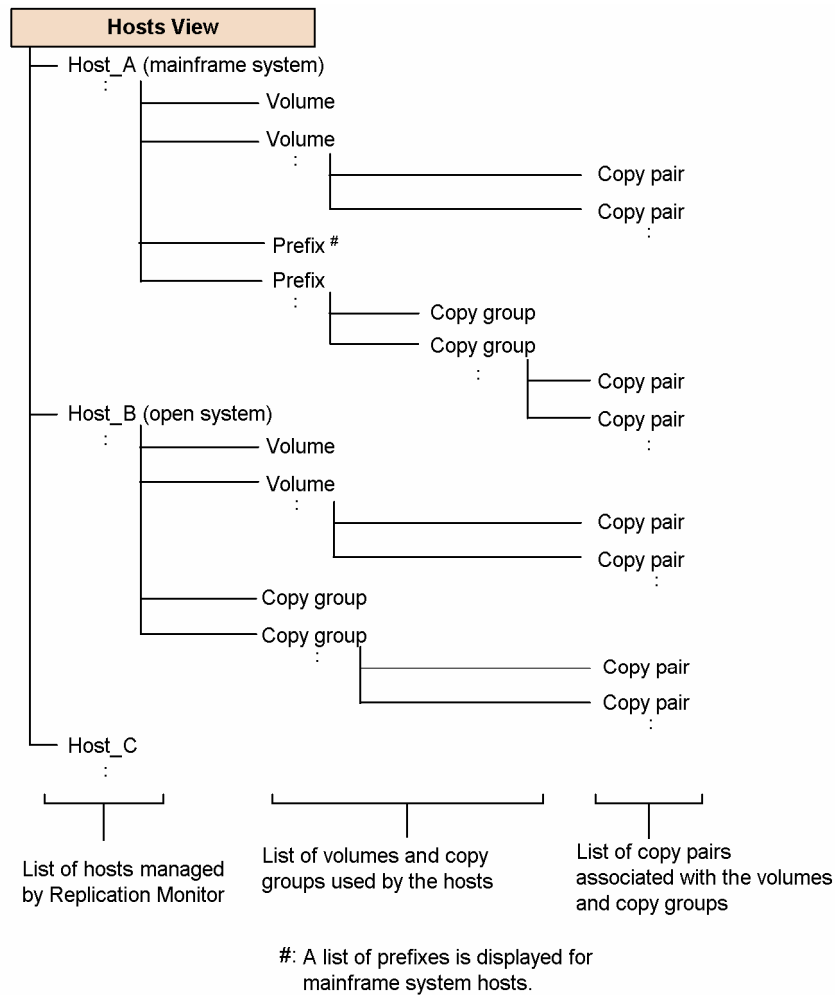 Hosts View
Host_A (mainframe system)
:
Volume
Volume
:
Copy pair
Copy pair
:
Prefix #
Prefix
:
Copy group
Copy group
:
Copy pair
Copy pair
:
Host_B (open system)
:
Volume
Volume
:
Copy pair
Copy pair
:
Copy group
Copy group
:
Copy pair
Copy pair
:
Host_C
:
List of hosts managed
by Replication Monitor
List of volumes and copy
groups used by the hosts
List of copy pairs
associated with the volumes
and copy groups
#: A list of prefixes is displayed for
mainframe system hosts.